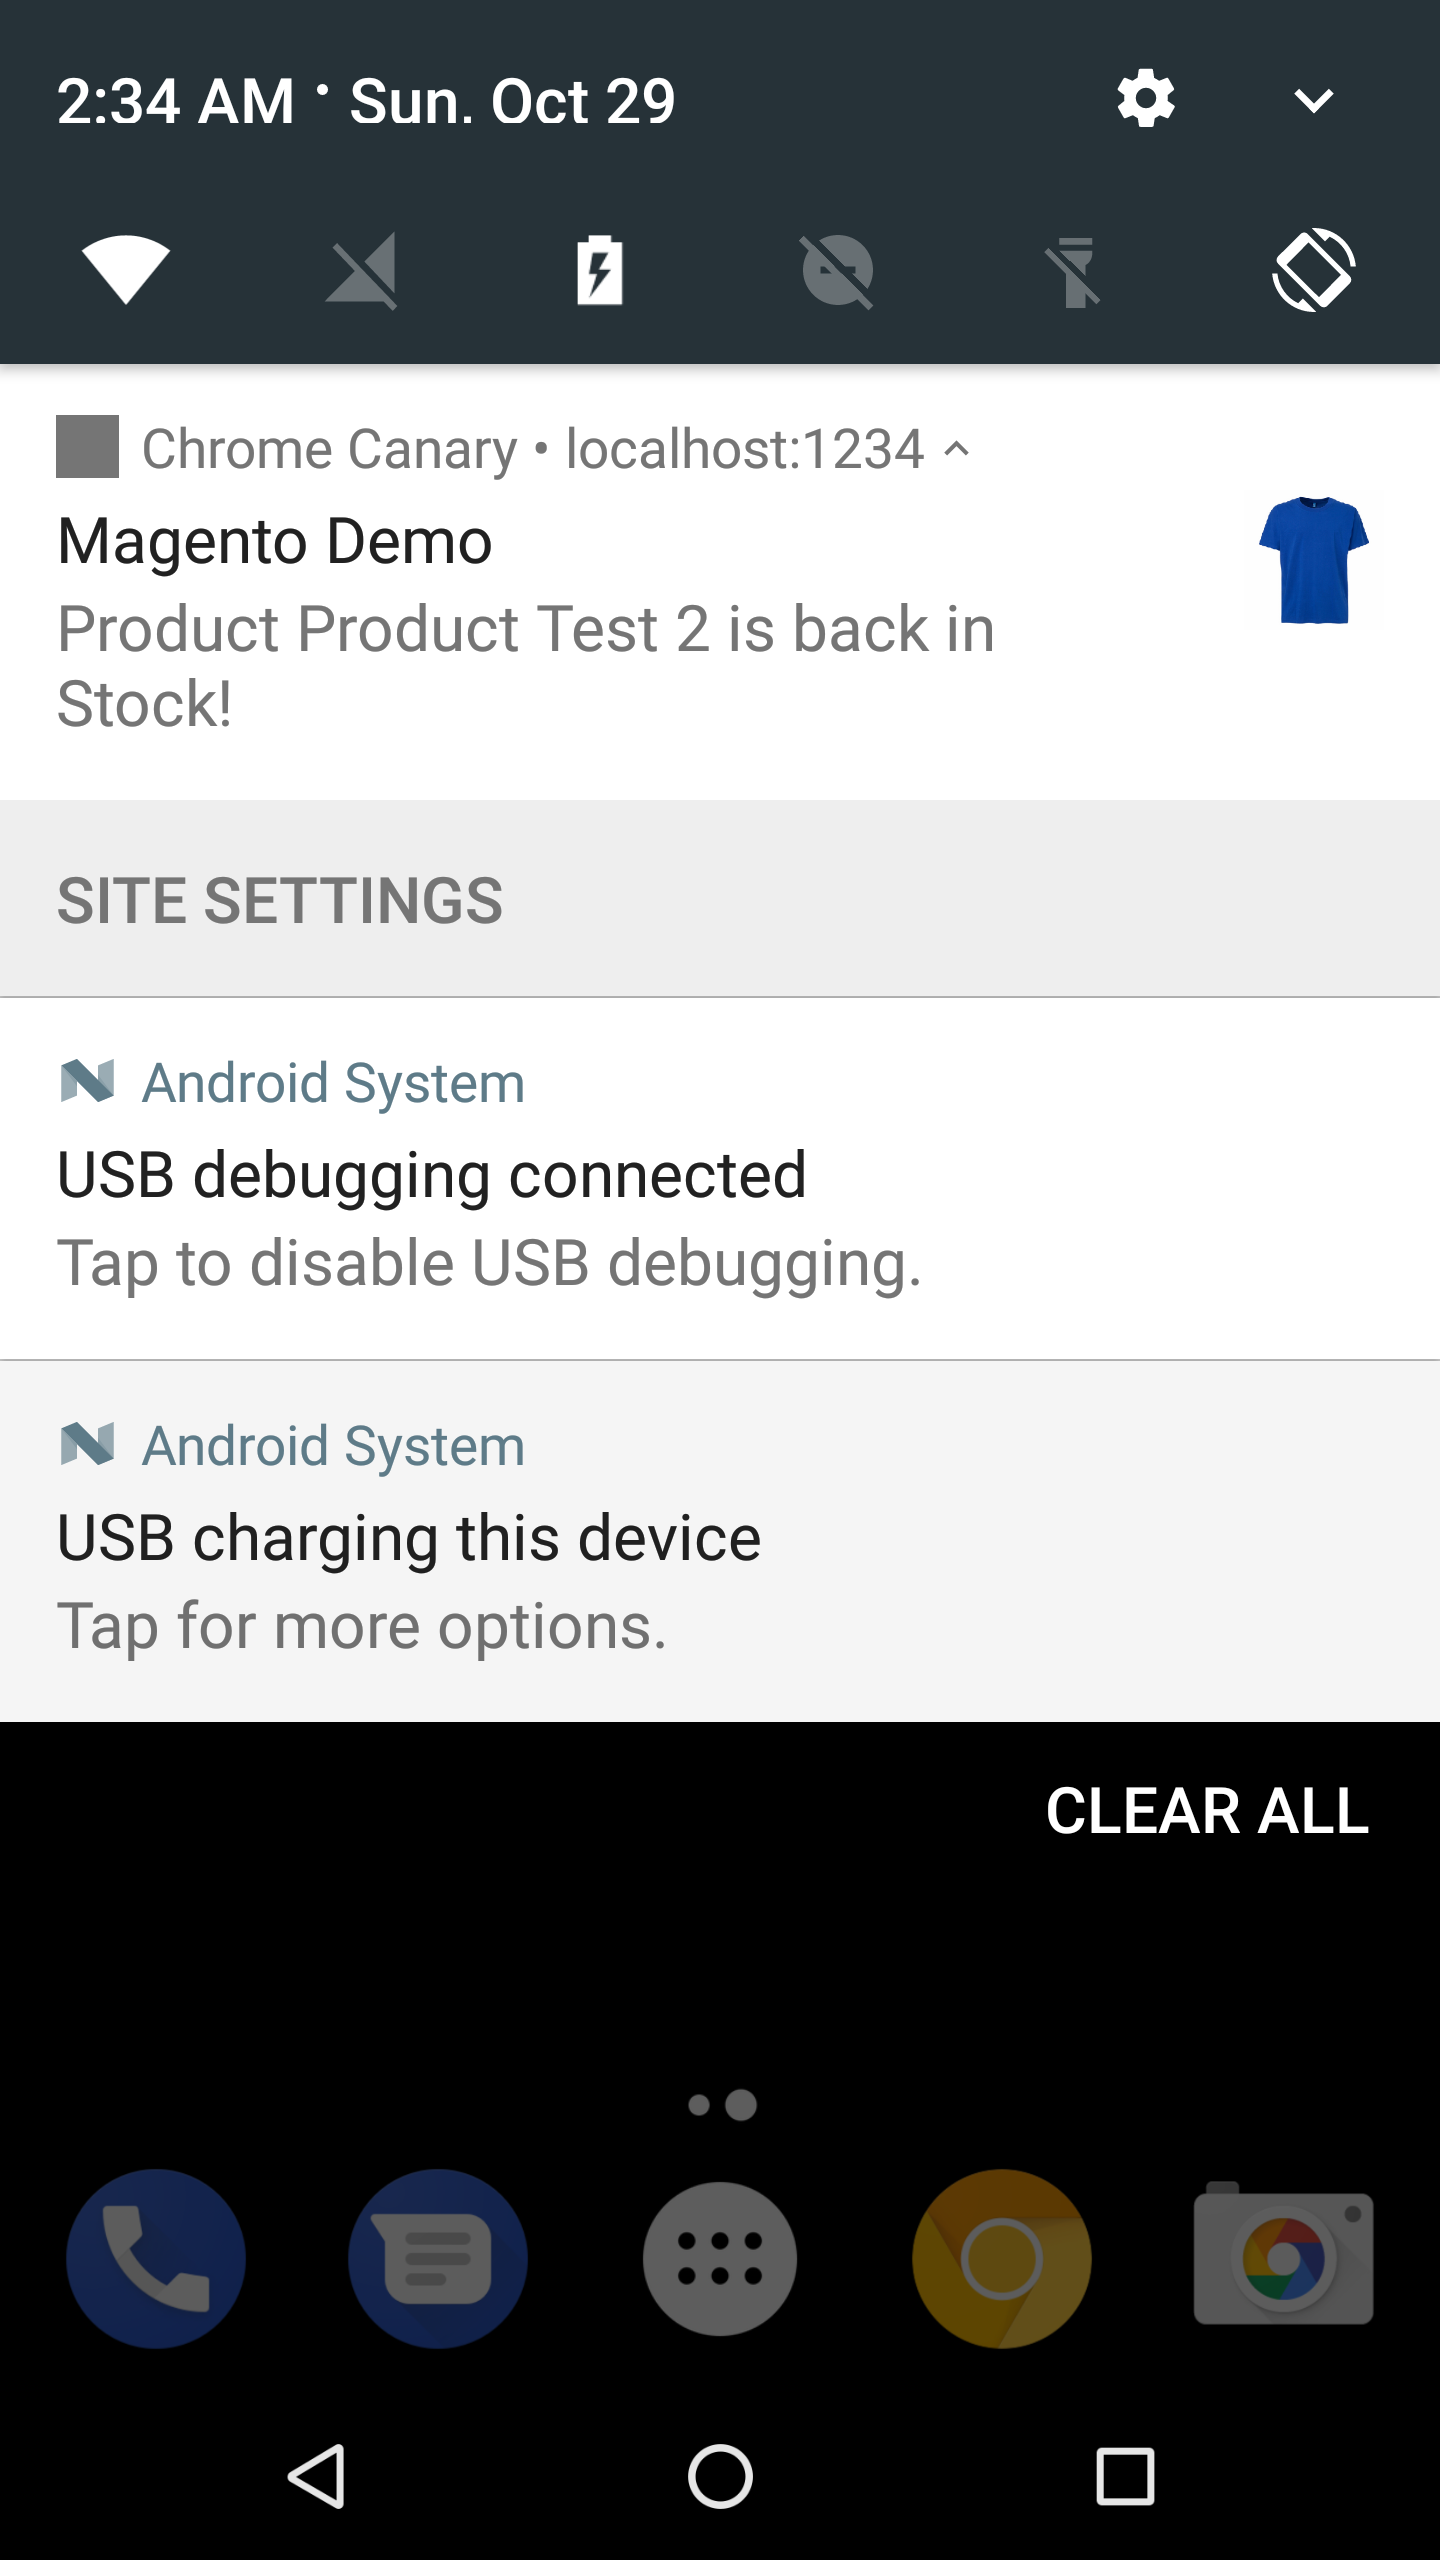 2:34 AM • Sun. Oct 29
Chrome Canary • localhost:1234
Magento Demo
Product Product Test 2 is back in
Stock!
SITE SETTINGS
Android System
USB debugging connected
Tap to disable USB debugging.
Android System
USB charging this device
Tap for more options.
CLEAR ALL